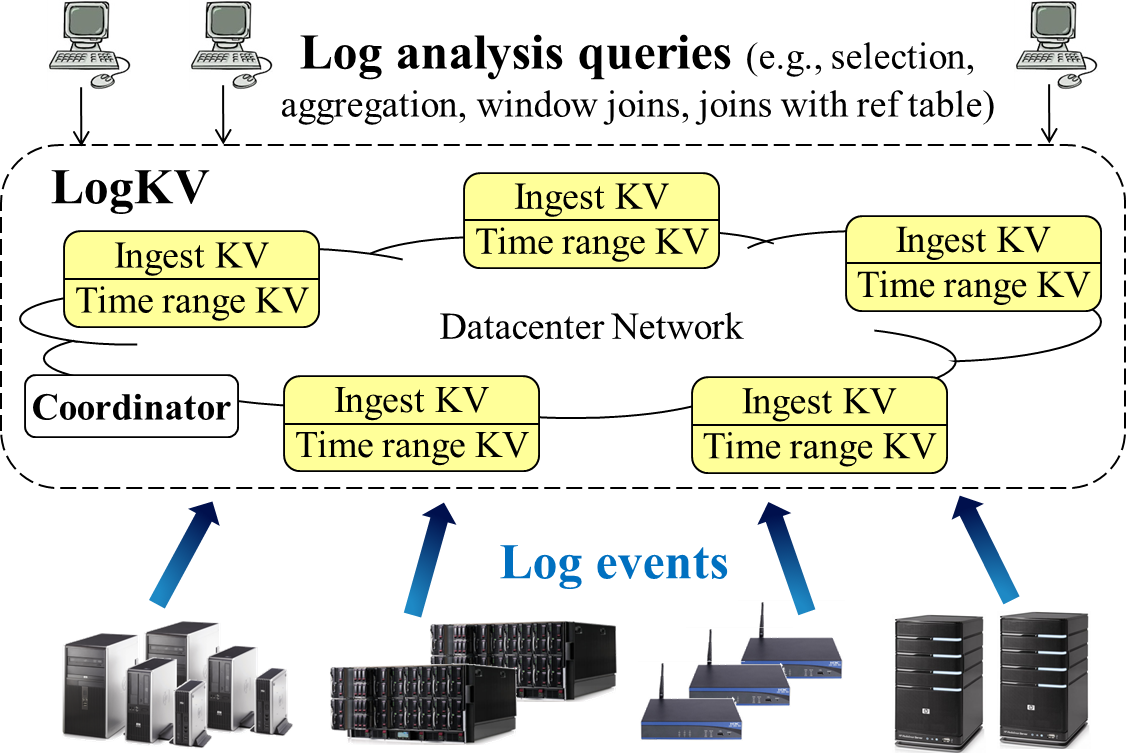 Log analysis queries (e.g., selection,
aggregation, window joins, joins with ref table)
LogKV
Ingest KV
Time range KV
Ingest KV
Time range KV
Ingest KV
Time range KV
Datacenter Network
Coordinator
Ingest KV
Time range KV
Ingest KV
Time range KV
Log events